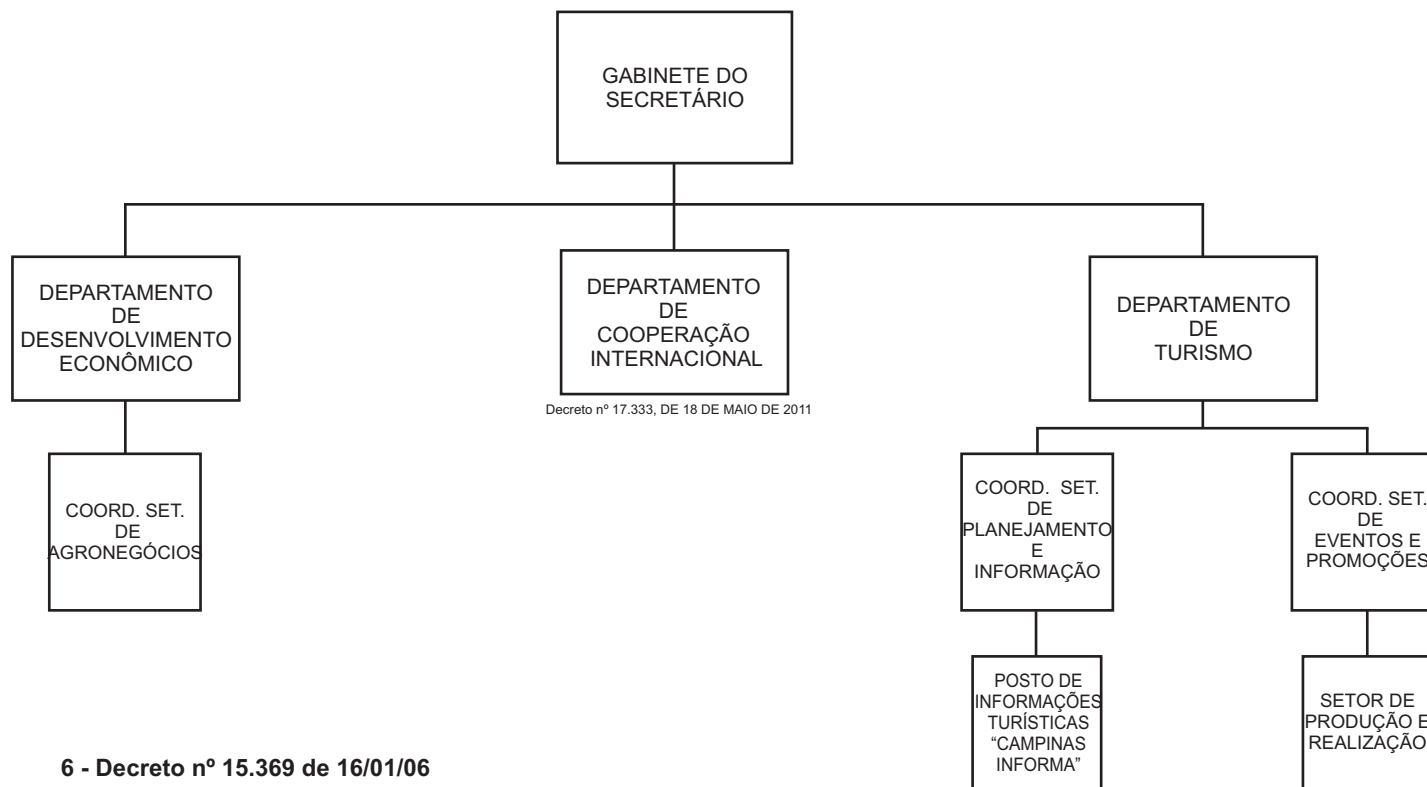 GABINETE DO
SECRETÁRIO
DEPARTAMENTO
DE
DESENVOLVIMENTO
ECONÔMICO
DEPARTAMENTO
DE
COOPERAÇÃO
INTERNACIONAL
Decreto nº 17.333, DE 18 DE MAIO DE 2011
DEPARTAMENTO
DE
TURISMO
COORD. SET.
DE
AGRONEGÓCIOS
COORD. SET.
DE
PLANEJAMENTO
E
INFORMAÇÃO
COORD. SET.
DE
EVENTOS E
PROMOÇÕES
POSTO DE
INFORMAÇÕES
TURÍSTICAS
“CAMPINAS
INFORMA”
SETOR DE
PRODUÇÃO E
REALIZAÇÃO
6 - Decreto nº 15.369 de 16/01/06